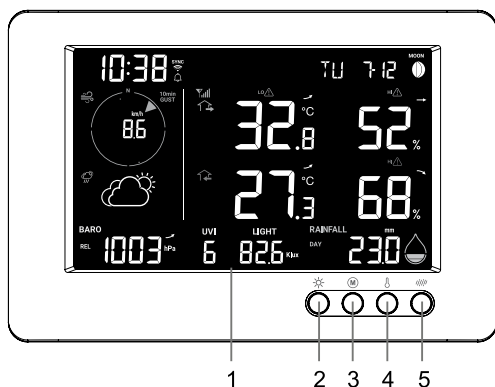 10:38 SYNC TU 7-12 MOON
N 10min GUST
km/h
8.6
LO HI
32.8 °C 52 %
HI
27.3 °C 68 %
BARO UVI LIGHT RAINFALL mm
REL 1003 hPa 6 82.6 Klux DAY 23.0
M
1 2 3 4 5